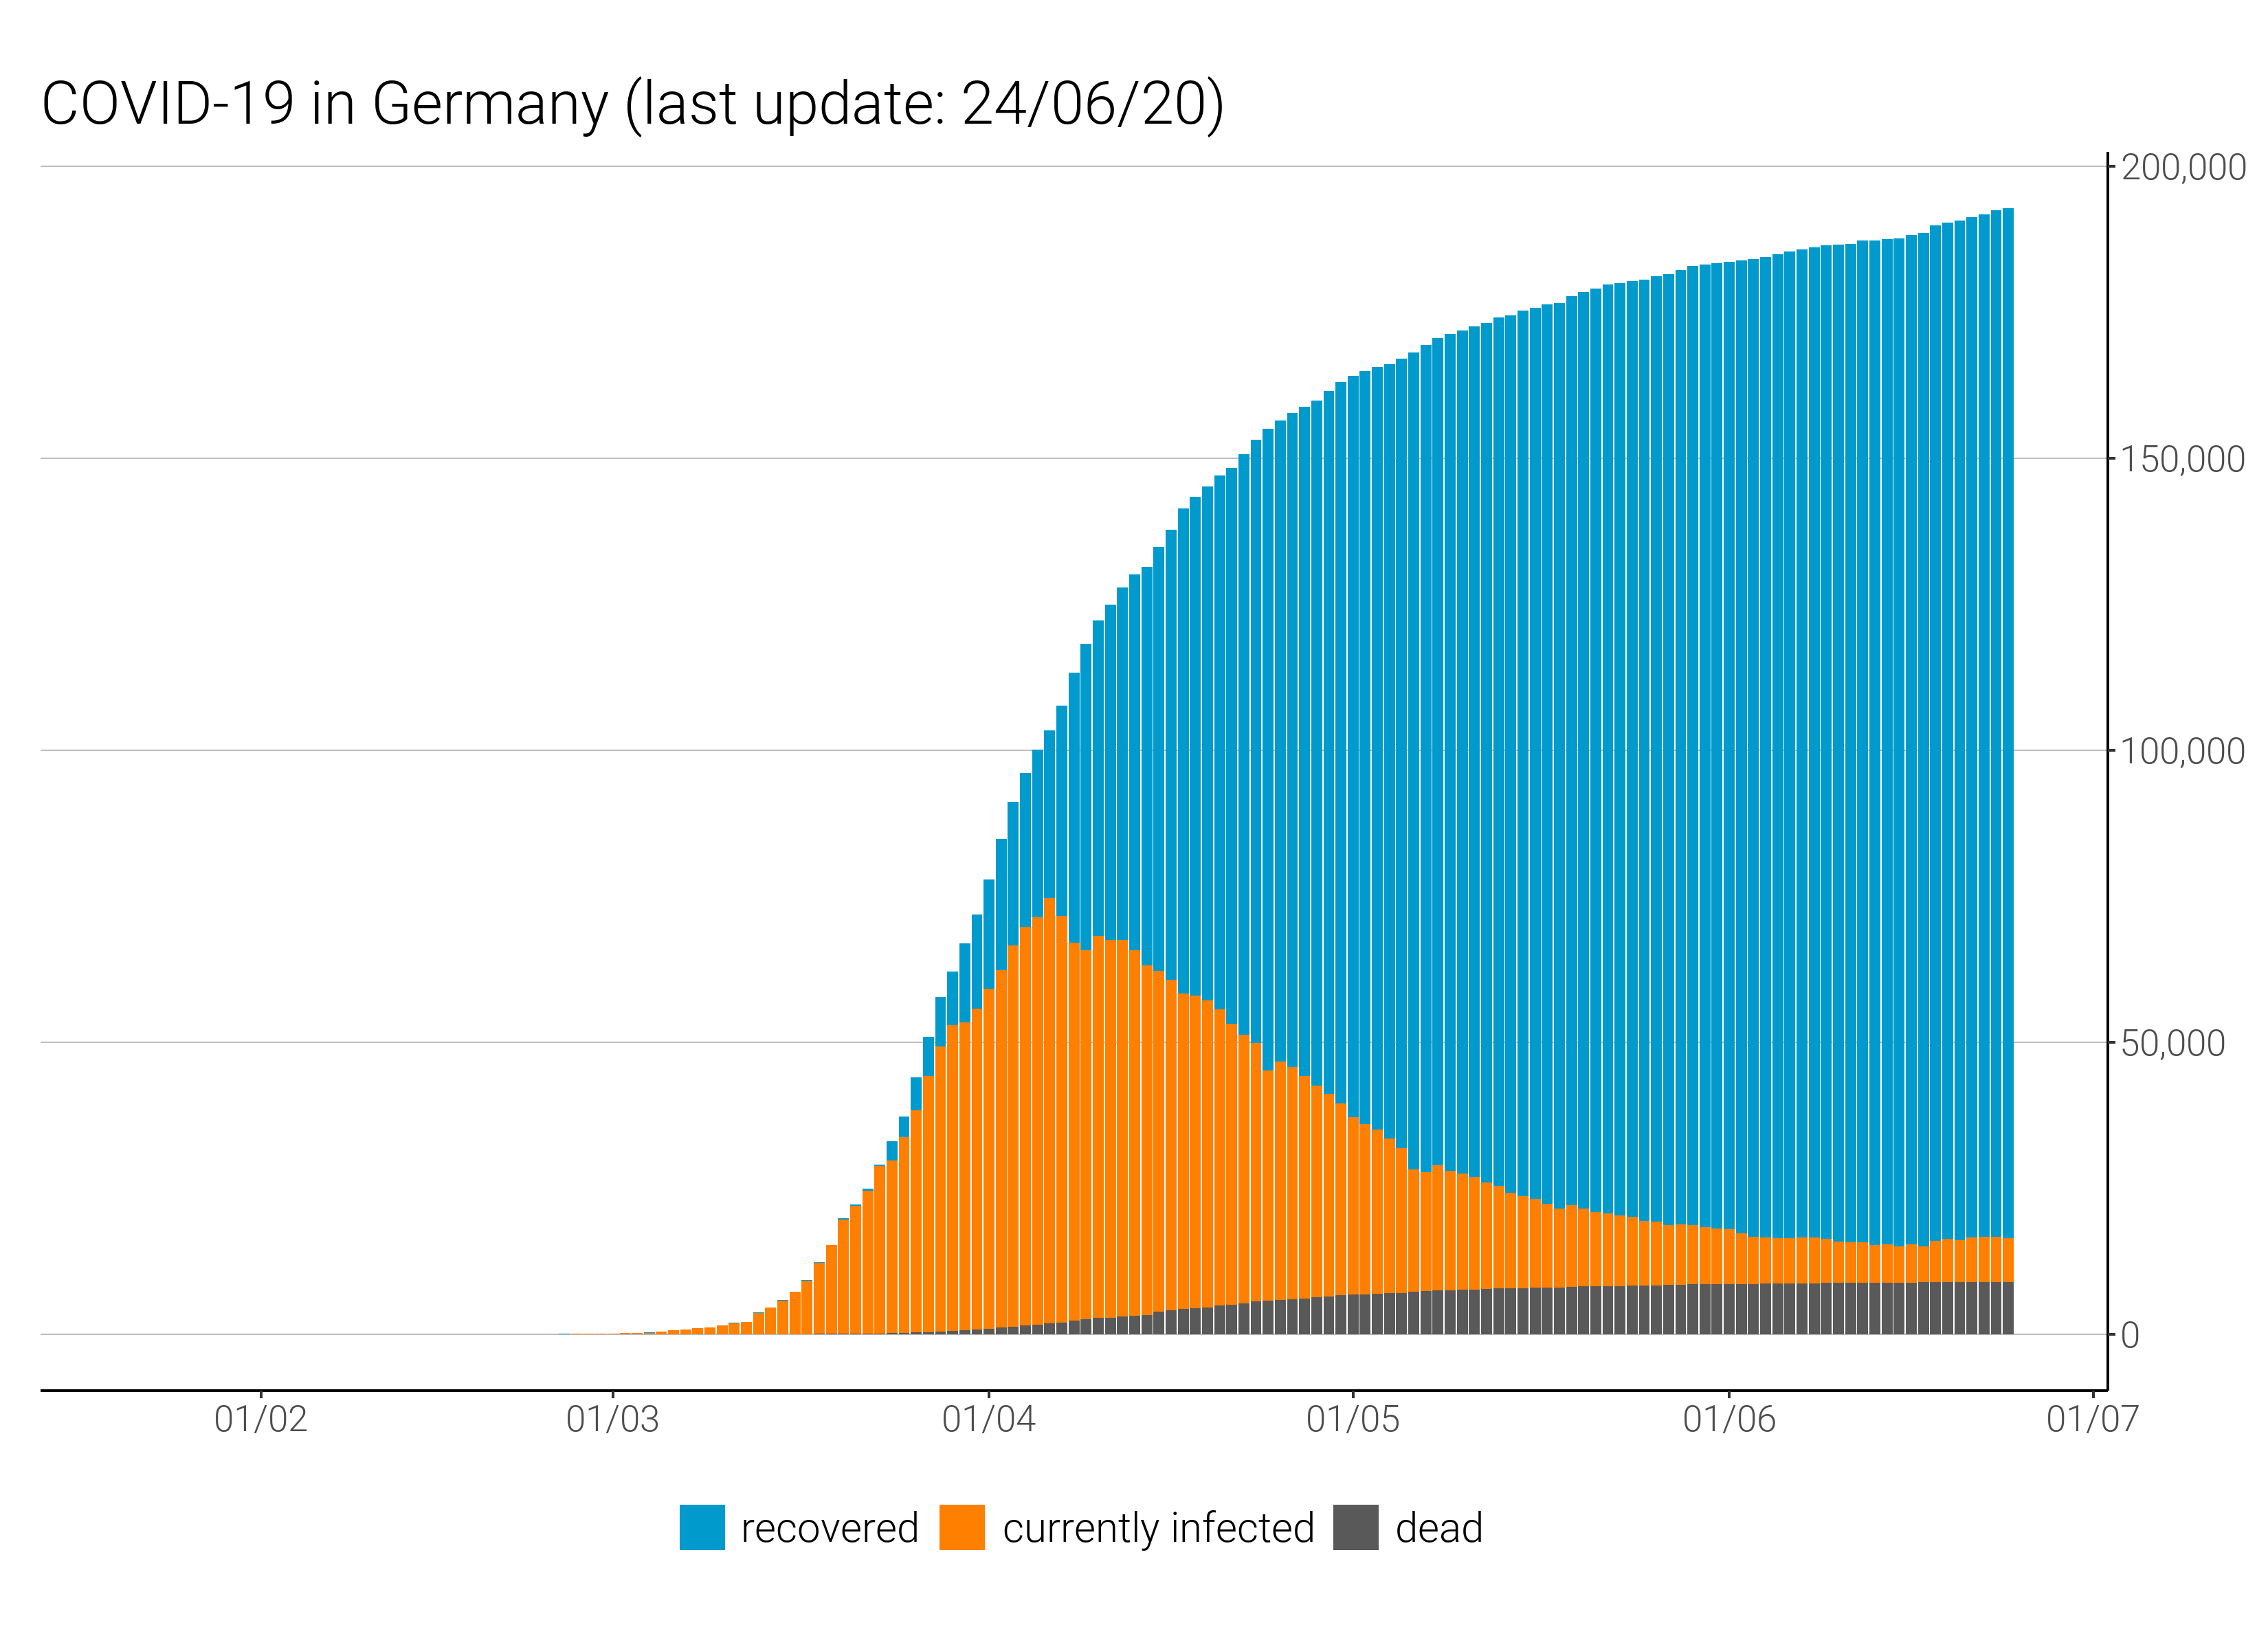 COVID-19 in Germany (last update: 24/06/20)
200,000
150,000
100,000
50,000
0
01/02 01/03 01/04 01/05 01/06 01/07
recovered currently infected dead